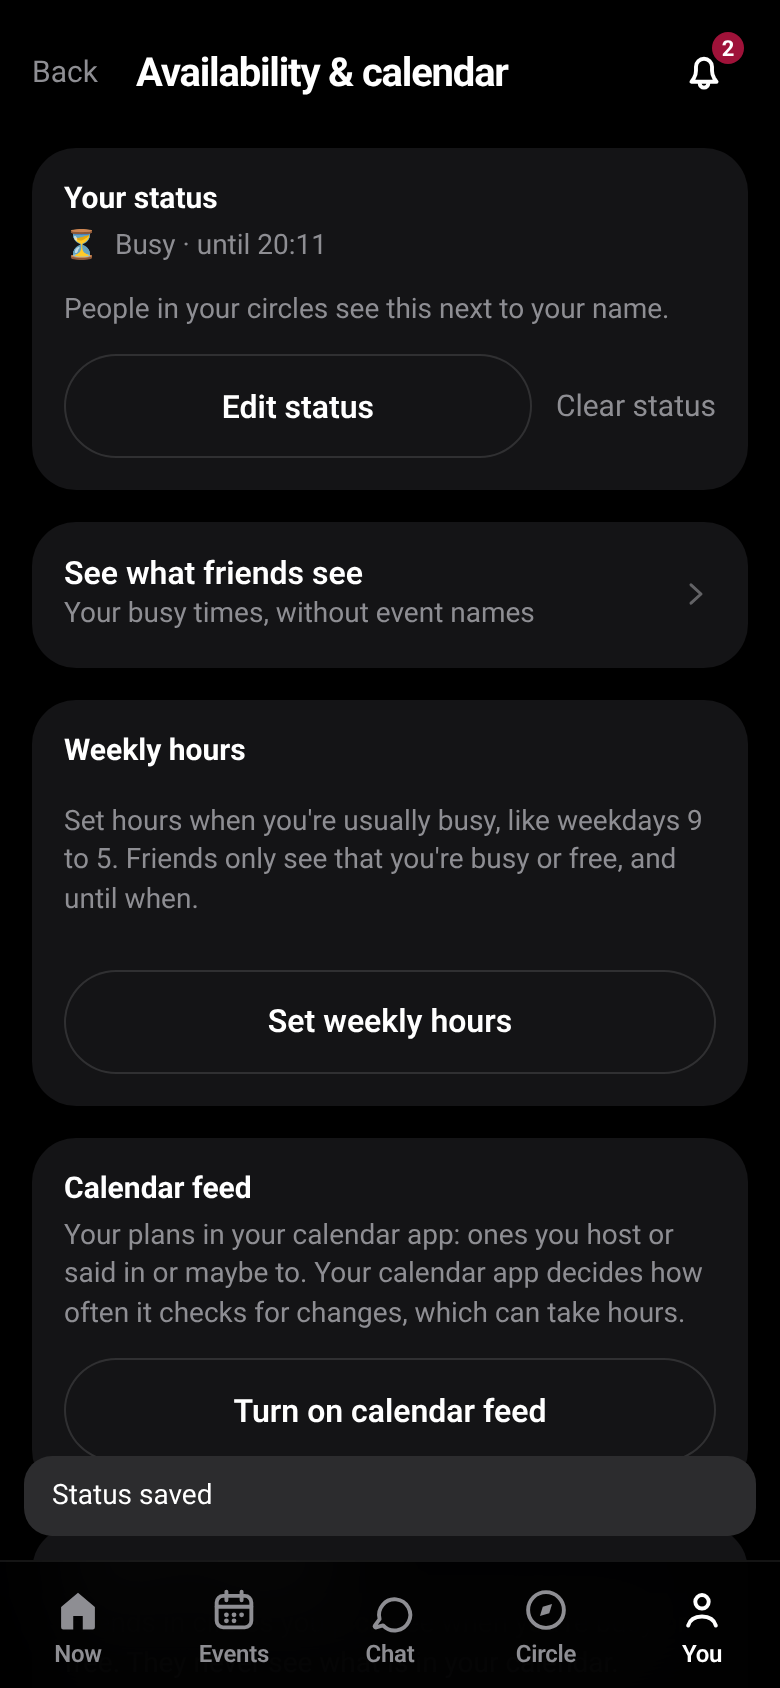 Back
Availability & calendar
2
Your status
⏳ Busy · until 20:11
People in your circles see this next to your name.
Edit status
Clear status
See what friends see
Your busy times, without event names
Weekly hours
Set hours when you're usually busy, like weekdays 9
to 5. Friends only see that you're busy or free, and
until when.
Set weekly hours
Calendar feed
Your plans in your calendar app: ones you host or
said in or maybe to. Your calendar app decides how
often it checks for changes, which can take hours.
Turn on calendar feed
Status saved
Now
Events
Chat
Circle
You